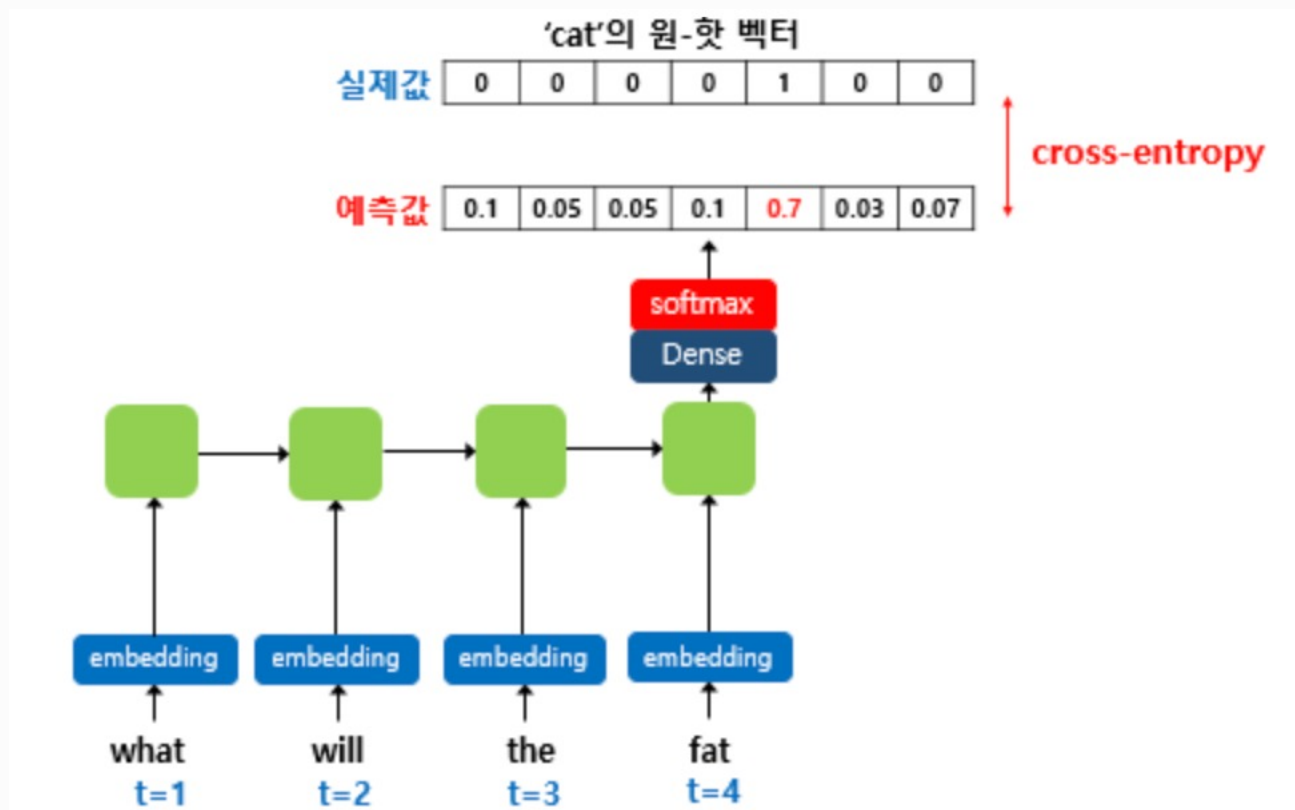 'cat'의 원-핫 벡터
실제값 0 0 0 0 1 0 0
cross-entropy
예측값 0.1 0.05 0.05 0.1 0.7 0.03 0.07
softmax
Dense
embedding embedding embedding embedding
what will the fat
t=1 t=2 t=3 t=4